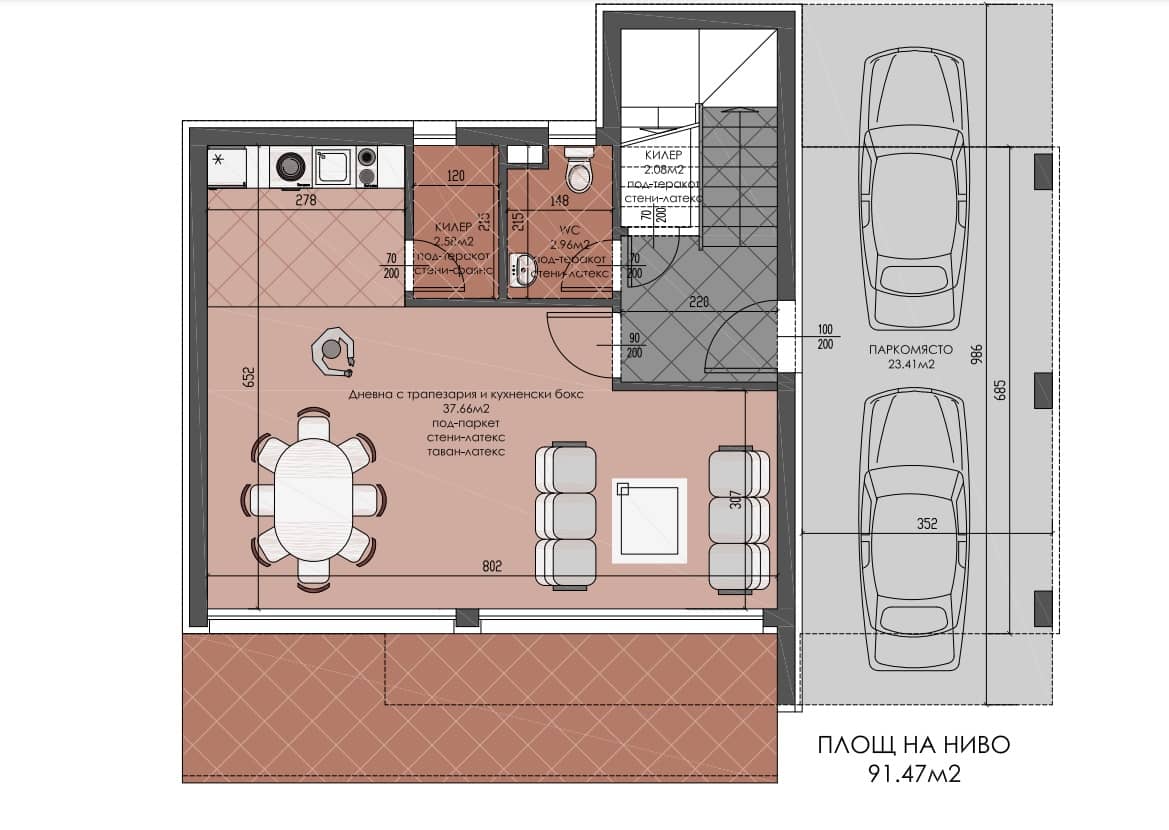 КИЛЕР
2.08м2
под-теракот
стени-латекс
70
200
120
278
215
КИЛЕР
2.58м2
под-теракот
стени-фаянс
70
200
148
215
WC
2.96м2
под-теракот
стени-латекс
70
200
228
90
200
100
200
ПАРКОМЯСТО
23.41м2
986
685
352
652
Дневна с трапезария и кухненски бокс
37.66м2
под-паркет
стени-латекс
таван-латекс
307
802
ПЛОЩ НА НИВО
91.47м2